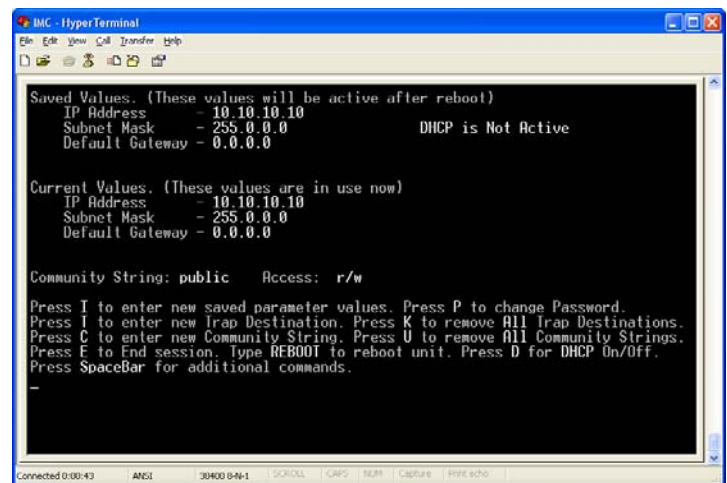 IMC - HyperTerminal
File Edit View Call Transfer Help
Saved Values. (These values will be active after reboot)
IP Address - 10.10.10.10
Subnet Mask - 255.0.0.0 DHCP is Not Active
Default Gateway - 0.0.0.0
Current Values. (These values are in use now)
IP Address - 10.10.10.10
Subnet Mask - 255.0.0.0
Default Gateway - 0.0.0.0
Community String: public Access: r/w
Press I to enter new saved parameter values. Press P to change Password.
Press T to enter new Trap Destination. Press K to remove All Trap Destinations.
Press C to enter new Community String. Press U to remove All Community Strings.
Press E to End session. Type REBOOT to reboot unit. Press D for DHCP On/Off.
Press SpaceBar for additional commands.
Connected 0:00:43 ANSI 38400 8-N-1 SCROLL CAPS NUM Capture Print echo